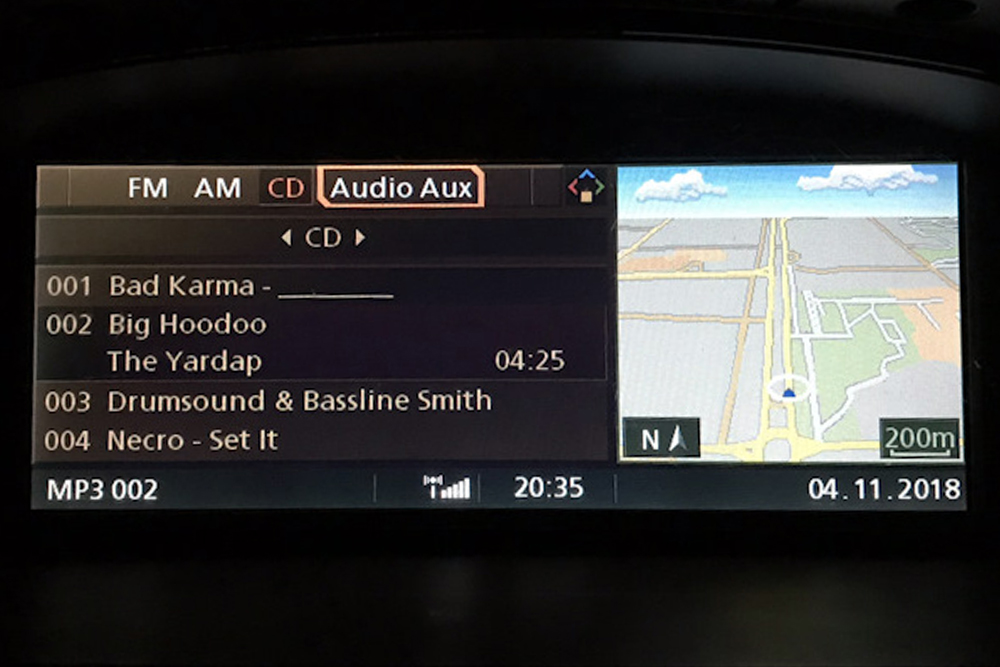 FM AM CD Audio Aux
CD
001 Bad Karma - __________
002 Big Hoodoo
The Yardap 04:25
003 Drumsound & Bassline Smith
004 Necro - Set It
N
200m
MP3 002 20:35 04.11.2018